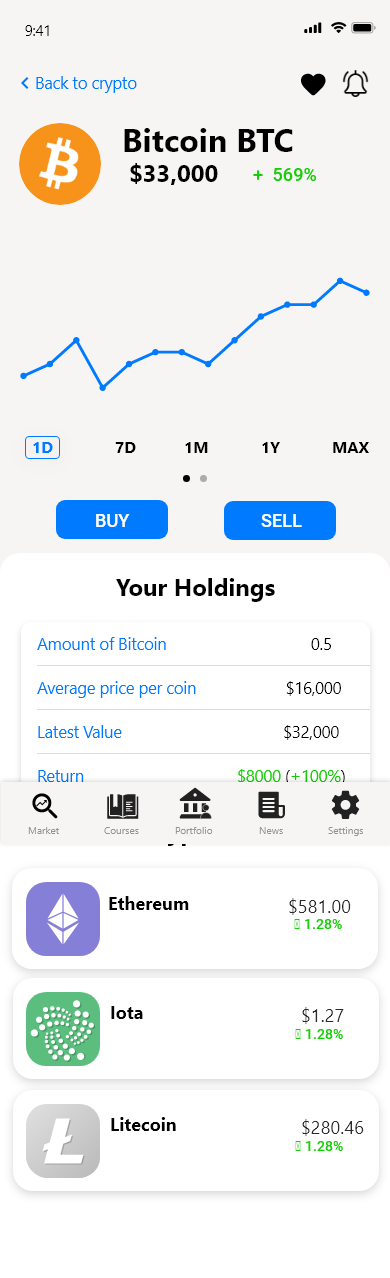 9:41
Back to crypto
Bitcoin BTC
$33,000 + 569%
1D 7D 1M 1Y MAX
BUY SELL
Your Holdings
Amount of Bitcoin 0.5
Average price per coin $16,000
Latest Value $32,000
Return $8000 (+100%)
Market Courses Portfolio News Settings
Ethereum $581.00
1.28%
Iota $1.27
1.28%
Litecoin $280.46
1.28%